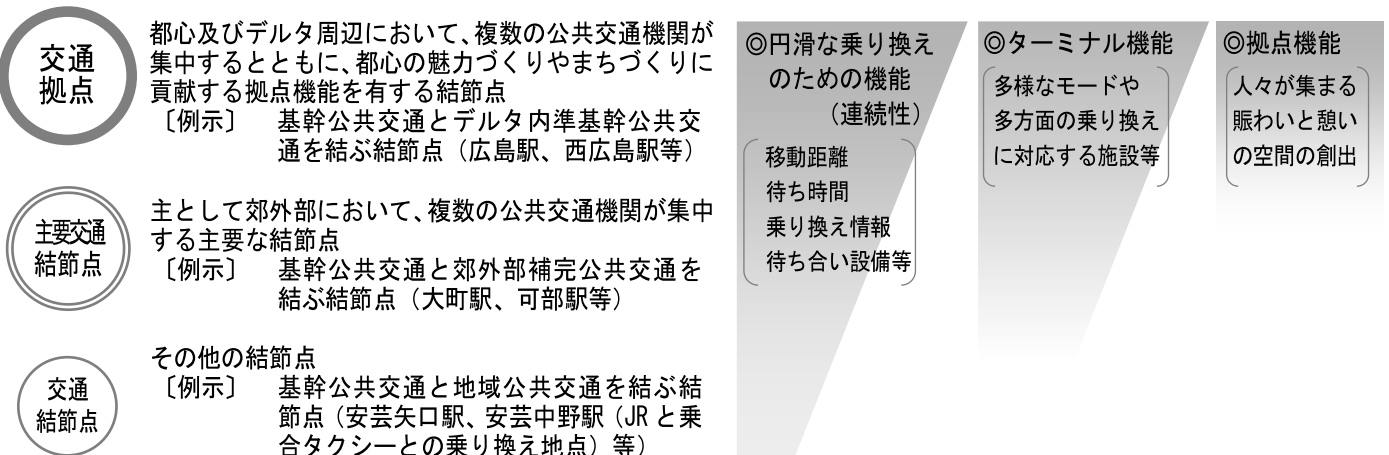 交通
拠点
都心及びデルタ周辺において、複数の公共交通機関が
集中するとともに、都心の魅力づくりやまちづくりに
貢献する拠点機能を有する結節点
〔例示〕 基幹公共交通とデルタ内準基幹公共交
通を結ぶ結節点(広島駅、西広島駅等)
主要交通
結節点
主として郊外部において、複数の公共交通機関が集中
する主要な結節点
〔例示〕 基幹公共交通と郊外部補完公共交通を
結ぶ結節点(大町駅、可部駅等)
交通
結節点
その他の結節点
〔例示〕 基幹公共交通と地域公共交通を結ぶ結
節点(安芸矢口駅、安芸中野駅(JRと乗
合タクシーとの乗り換え地点)等)
◎円滑な乗り換え
のための機能
(連続性)
移動距離
待ち時間
乗り換え情報
待ち合い設備等
◎ターミナル機能
多様なモードや
多方面の乗り換え
に対応する施設等
◎拠点機能
人々が集まる
賑わいと憩い
の空間の創出